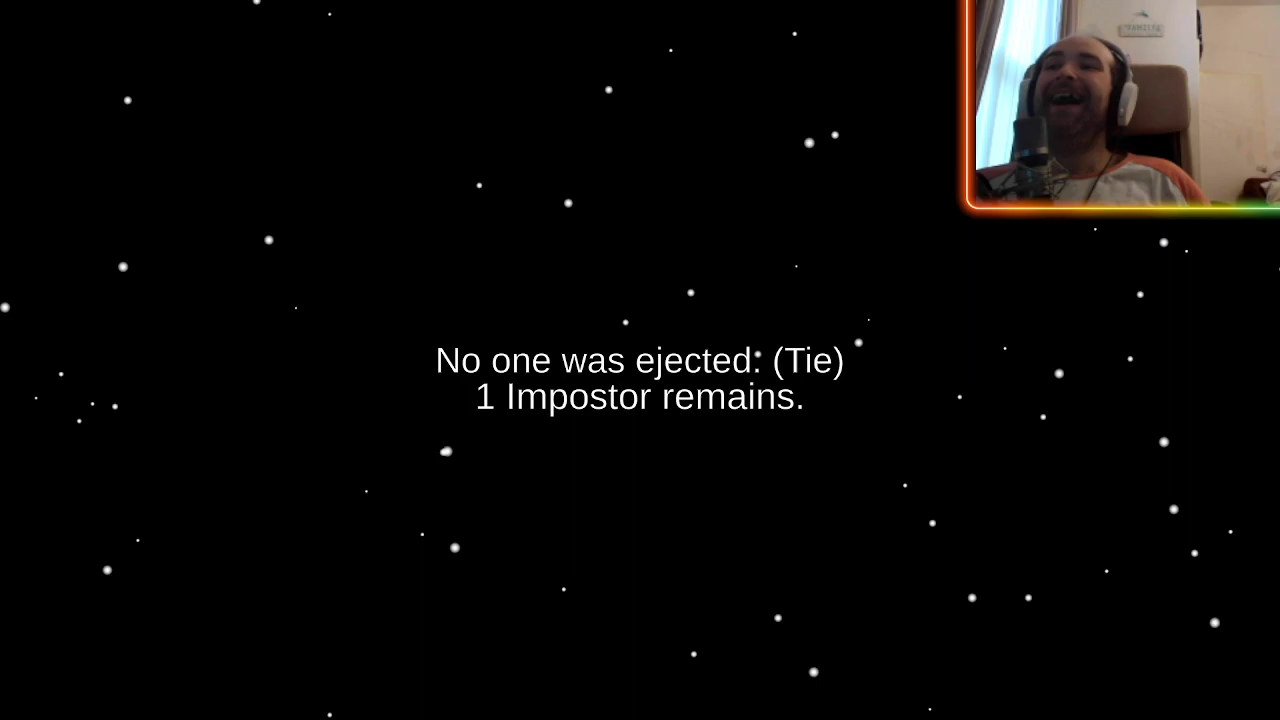 No one was ejected. (Tie)
1 Impostor remains.